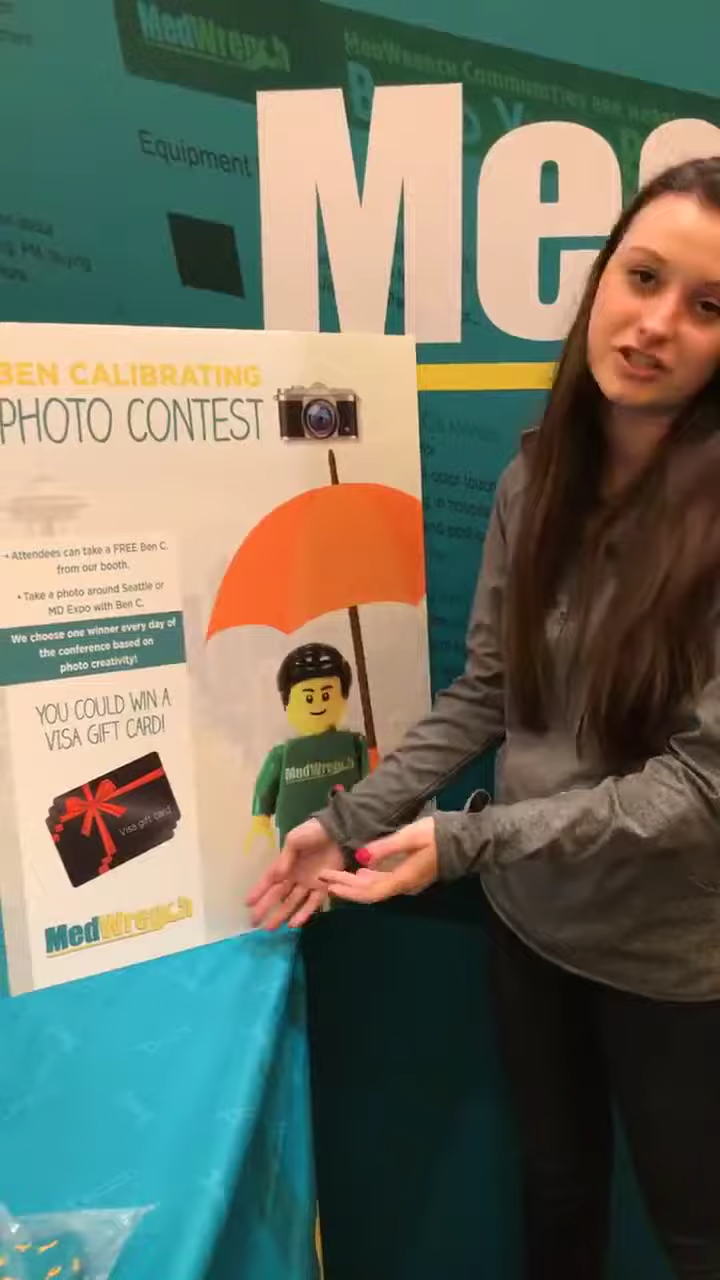 MedWrench
MedWrench Communities are
Equipment
Me
BEN CALIBRATING
PHOTO CONTEST
• Attendees can take a FREE Ben C.
from our booth.
• Take a photo around Seattle or
MD Expo with Ben C.
We choose one winner every day of
the conference based on
photo creativity!
YOU COULD WIN A
VISA GIFT CARD!
Visa gift card
MedWrench
MedWrench